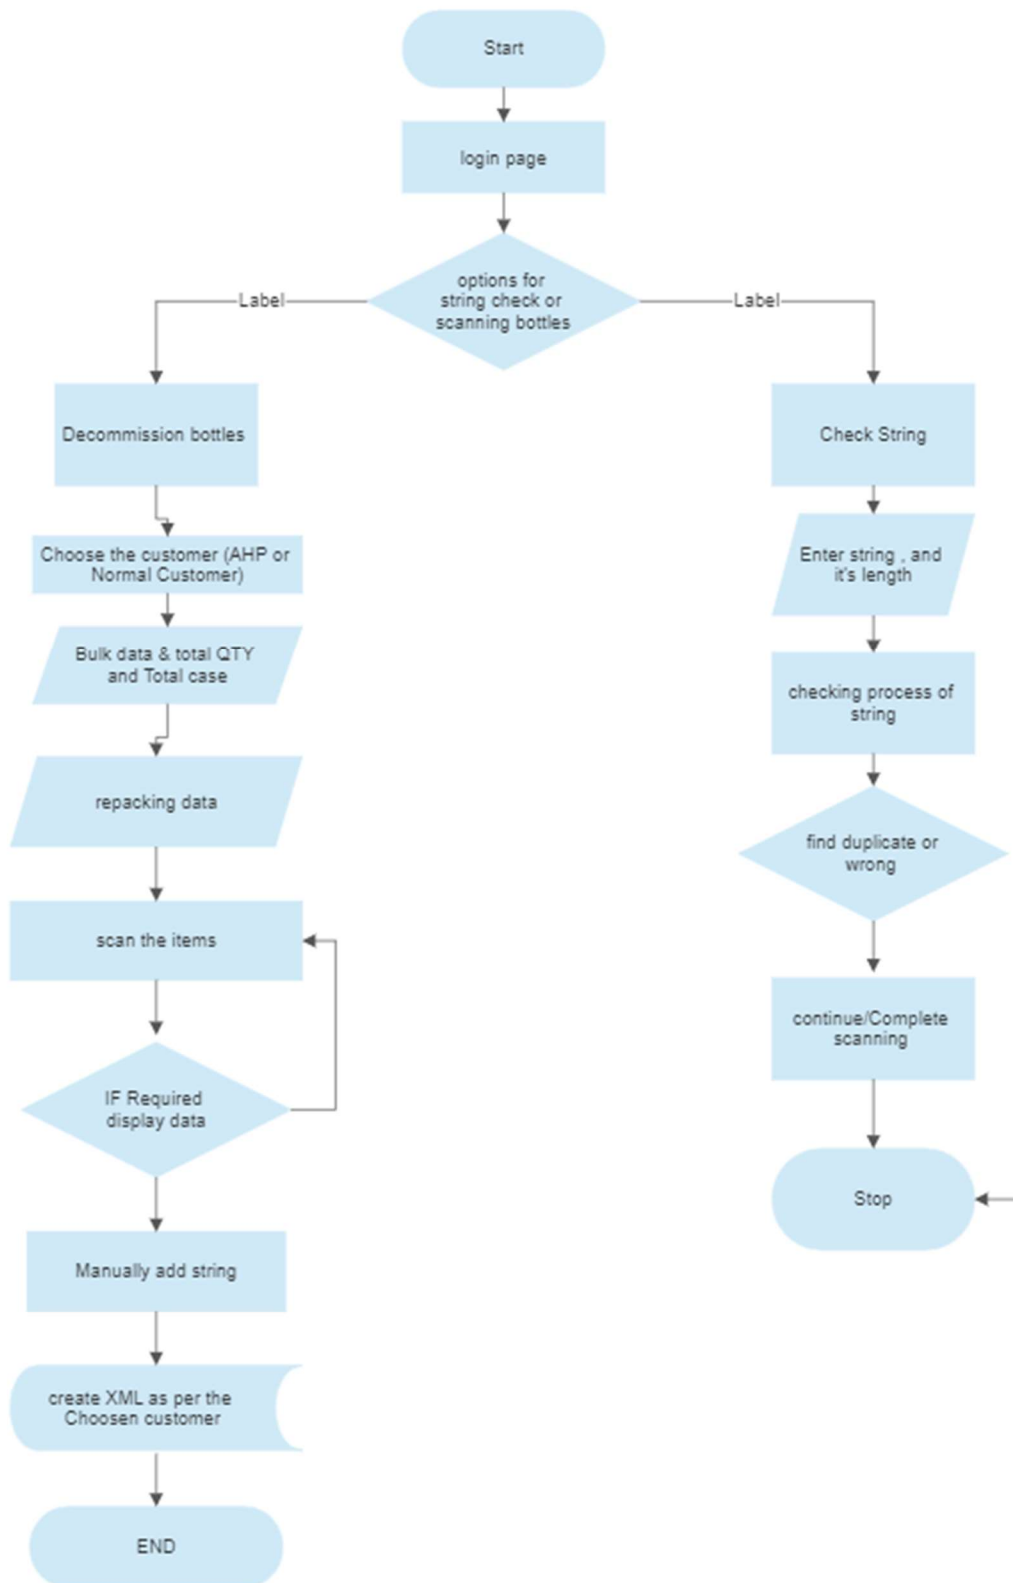 Start
login page
options for
string check or
scanning bottles
Label
Label
Decommission bottles
Check String
Choose the customer (AHP or
Normal Customer)
Enter string , and
it's length
Bulk data & total QTY
and Total case
checking process of
string
repacking data
find duplicate or
wrong
scan the items
continue/Complete
scanning
IF Required
display data
Stop
Manually add string
create XML as per the
Choosen customer
END